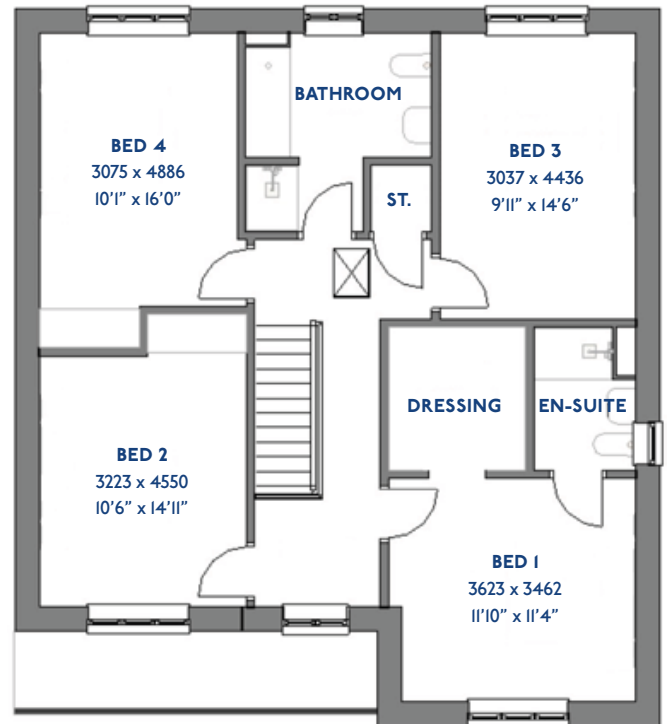 BATHROOM
BED 4
3075 x 4886
10'1" x 16'0"
BED 3
3037 x 4436
9'11" x 14'6"
ST.
DRESSING
EN-SUITE
BED 2
3223 x 4550
10'6" x 14'11"
BED 1
3623 x 3462
11'10" x 11'4"